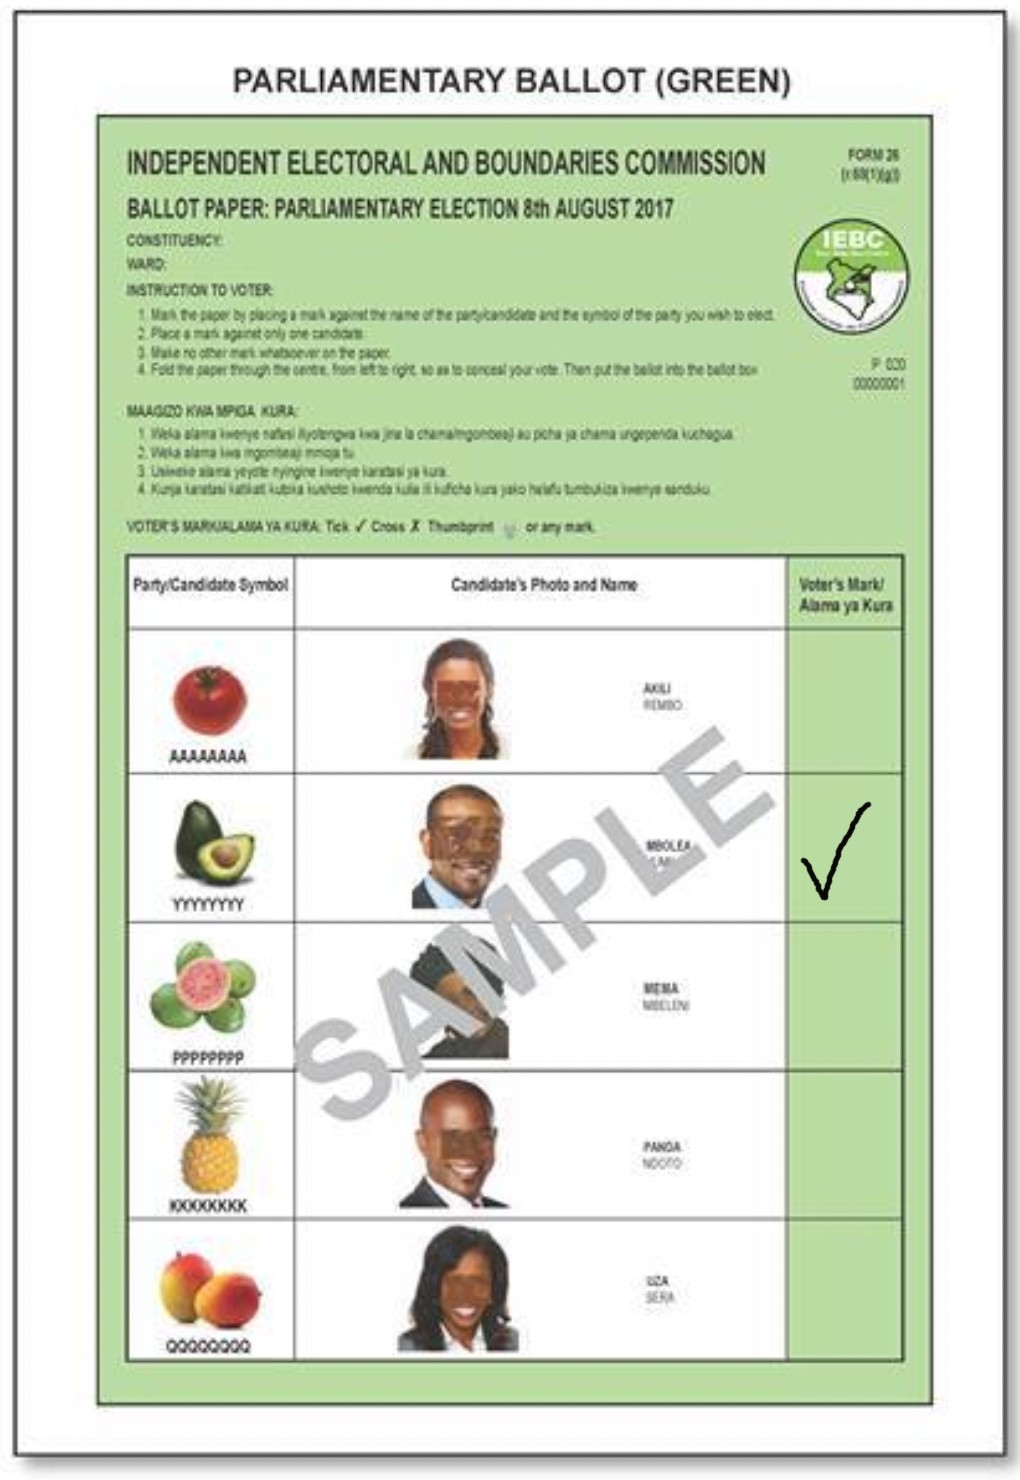 PARLIAMENTARY BALLOT (GREEN)
INDEPENDENT ELECTORAL AND BOUNDARIES COMMISSION
FORM 26
BALLOT PAPER: PARLIAMENTARY ELECTION 8th AUGUST 2017
CONSTITUENCY:
IEBC
WARD:
INSTRUCTION TO VOTER:
1. Mark the paper by placing a mark against the name of the party/candidate and the symbol of the party you wish to elect.
2. Place a mark against only one candidate.
3. Make no other mark whatsoever on the paper.
4. Fold the paper through the centre, from left to right, so as to conceal your vote. Then put the ballot into the ballot box
P 020
00000001
MAAGIZO KWA MPIGA KURA:
1. Weka alama kwenye nafasi iliyotengwa kwa jina la chama/mgombeaji au picha ya chama ungependa kuchagua.
2. Weka alama kwa mgombeaji mmoja tu.
3. Usiweke alama yeyote nyingine kwenye karatasi ya kura.
4. Kunja karatasi katikati kutoka kushoto kwenda kulia ili kuficha kura yako halafu tumbukiza kwenye sanduku.
VOTER'S MARK/ALAMA YA KURA: Tick ✓ Cross ✗ Thumbprint or any mark.
Party/Candidate Symbol
Candidate's Photo and Name
Voter's Mark/
Alama ya Kura
AKILI
REMBO
AAAAAAAA
MBOLEA
YYYYYYYY
MEMA
MBELENI
PPPPPPPP
PANDA
NDOTO
KKKKKKKK
UZA
SERA
QQQQQQQQ
SAMPLE